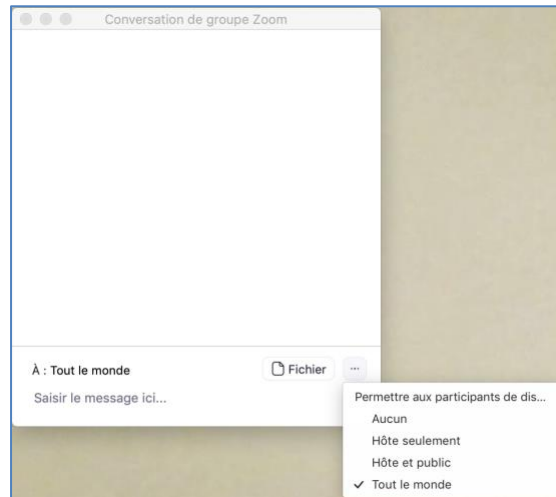 Conversation de groupe Zoom
À : Tout le monde
Fichier
...
Saisir le message ici...
Permettre aux participants de dis...
Aucun
Hôte seulement
Hôte et public
✓ Tout le monde